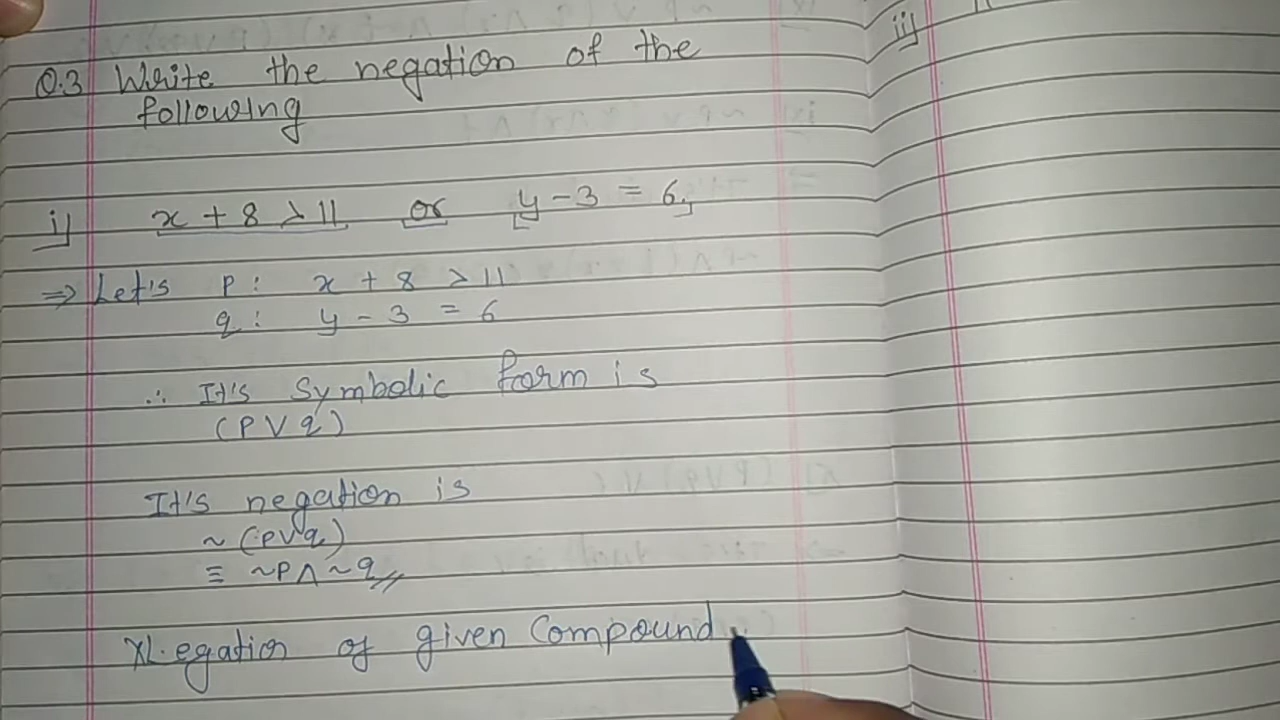 Q.3 Write the negation of the
following
i) x + 8 > 11 or y - 3 = 6.
⇒ Let's p : x + 8 > 11
q : y - 3 = 6
∴ It's symbolic form is
(p ∨ q)
It's negation is
~ (p∨q)
≡ ~p ∧ ~q
Negation of given compound
iii)